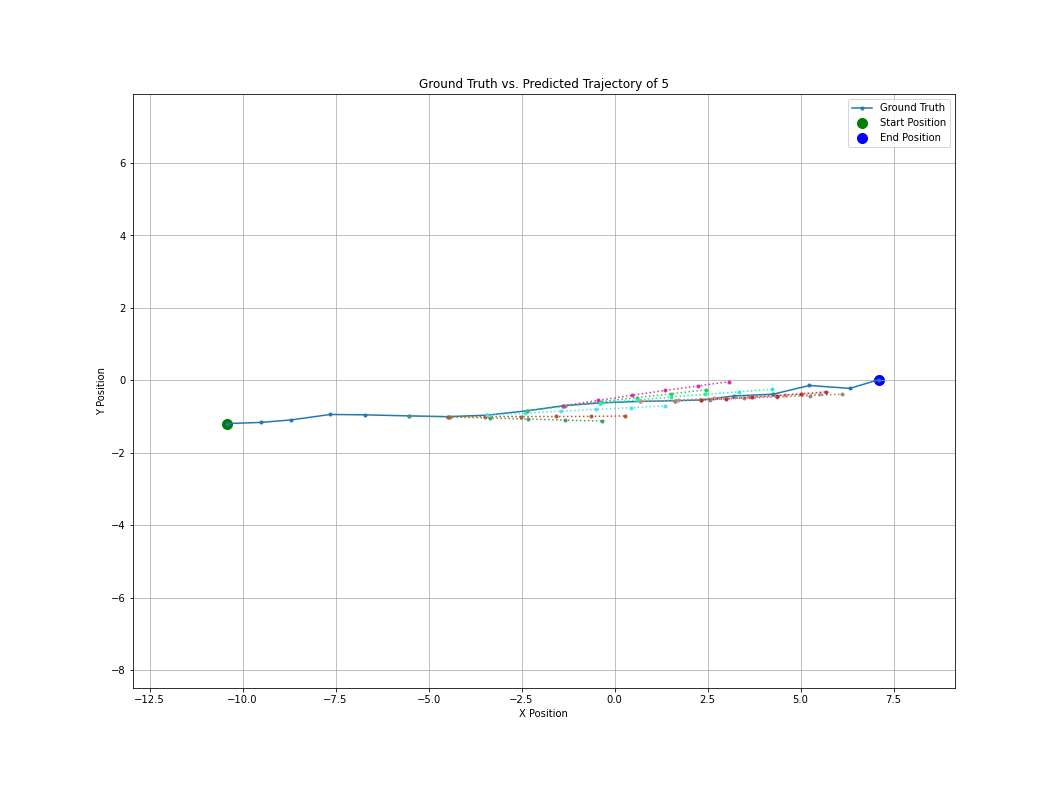 Ground Truth vs. Predicted Trajectory of 5
Ground Truth
Start Position
End Position
6
4
2
0
−2
−4
−6
−8
Y Position
−12.5 −10.0 −7.5 −5.0 −2.5 0.0 2.5 5.0 7.5
X Position